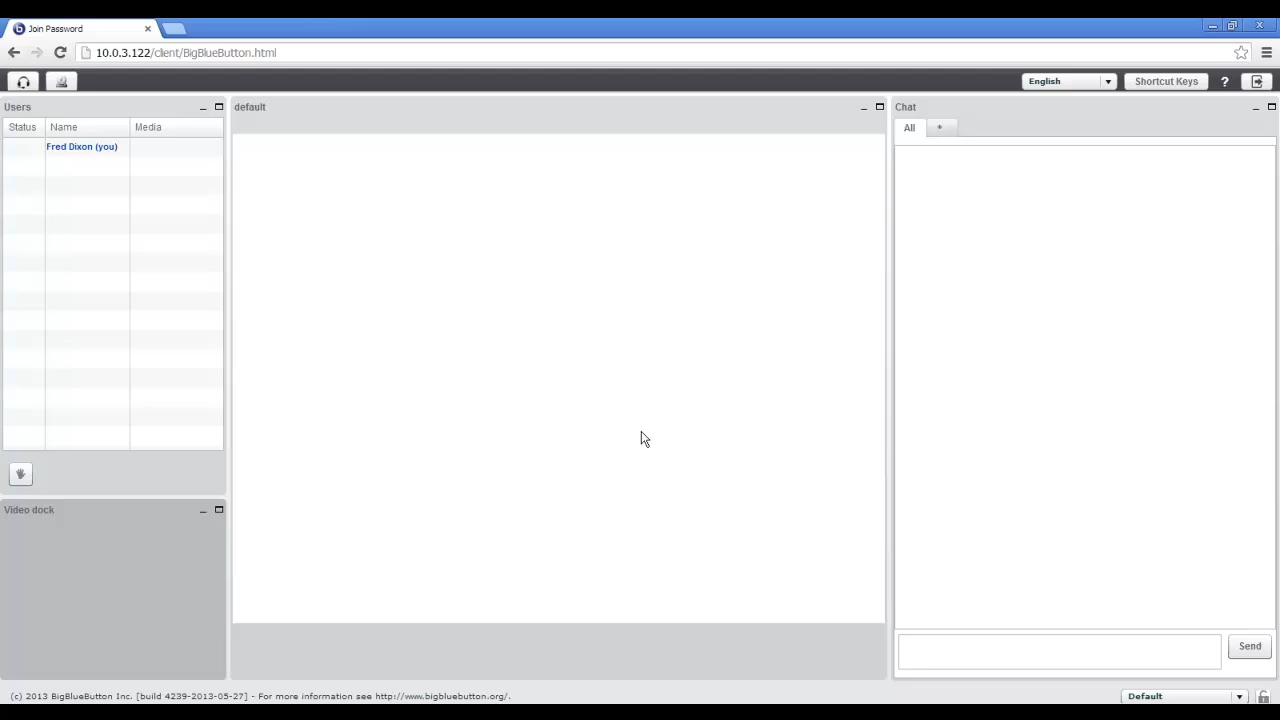 Join Password
10.0.3.122/client/BigBlueButton.html
English
Shortcut Keys
?
Users
Status Name Media
Fred Dixon (you)
Video dock
default
Chat
All +
Send
(c) 2013 BigBlueButton Inc. [build 4239-2013-05-27] - For more information see http://www.bigbluebutton.org/.
Default